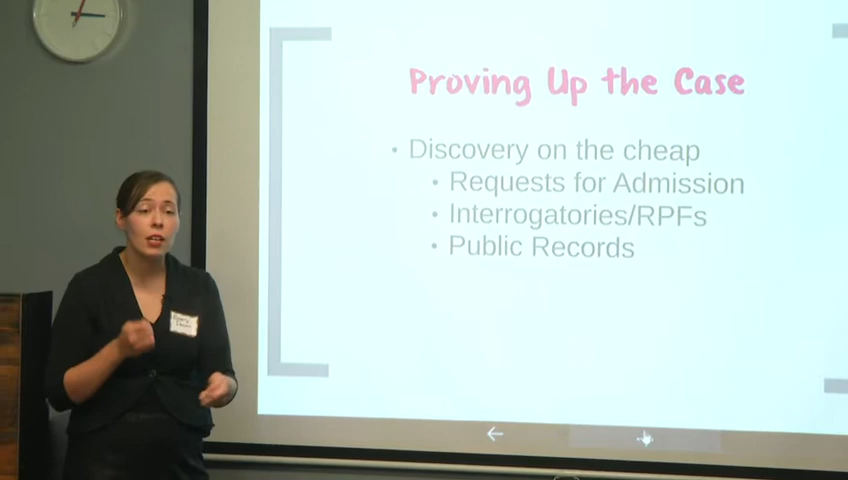 Proving Up the Case
• Discovery on the cheap
• Requests for Admission
• Interrogatories/RPFs
• Public Records